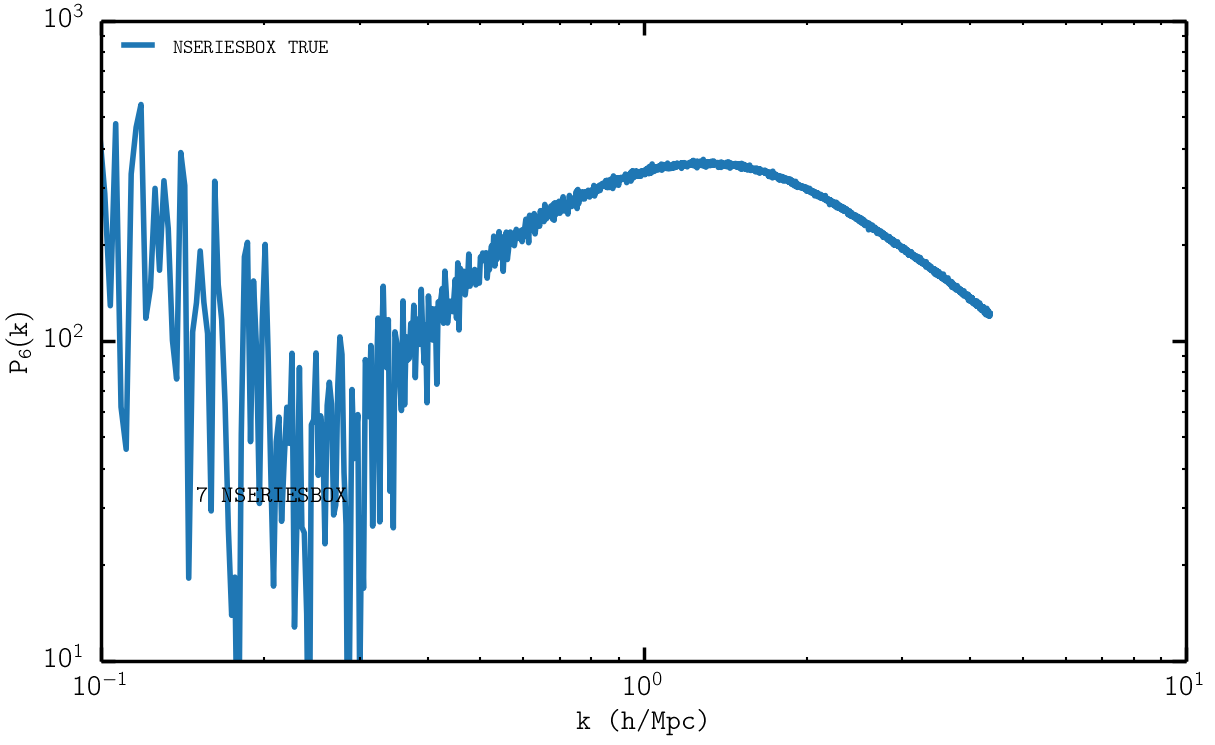 10³
NSERIESBOX TRUE
10²
P₆(k)
7 NSERIESBOX
10¹
10⁻¹
10⁰
10¹
k (h/Mpc)